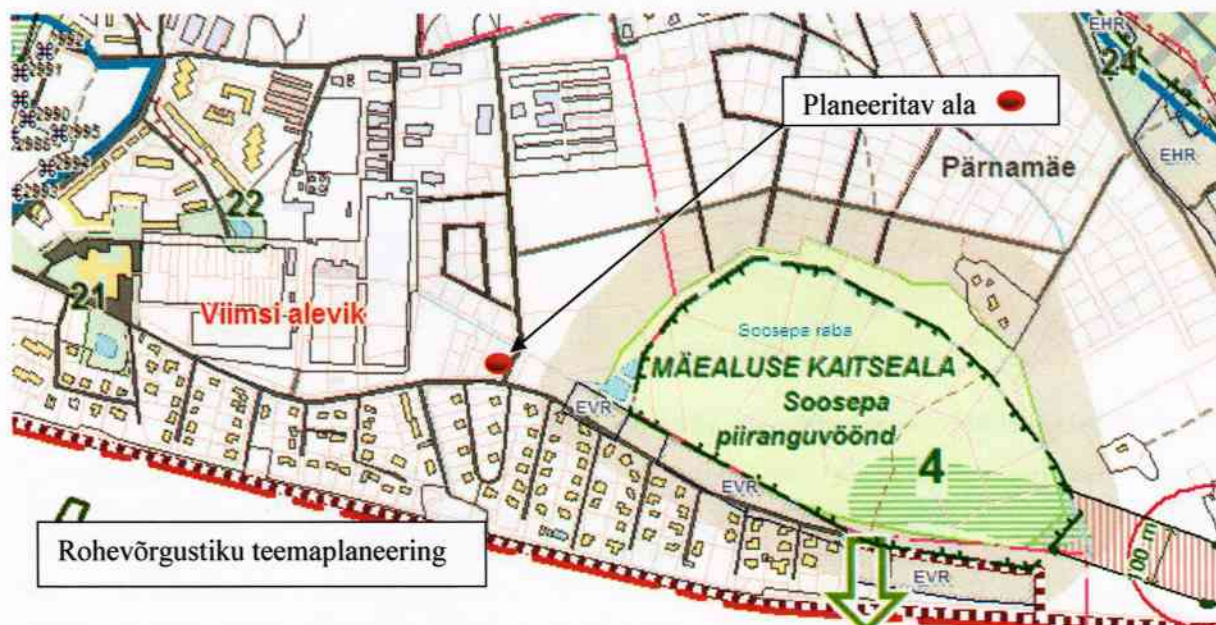 EHR
24
Planeeritav ala
EHR
Pärnamäe
22
21
Viimsi alevik
Soosepa raba
MÄEALUSE KAITSEALA
Soosepa
piiranguvöönd
EVR
4
EVR
100 m
Rohevõrgustiku teemaplaneering
EVR